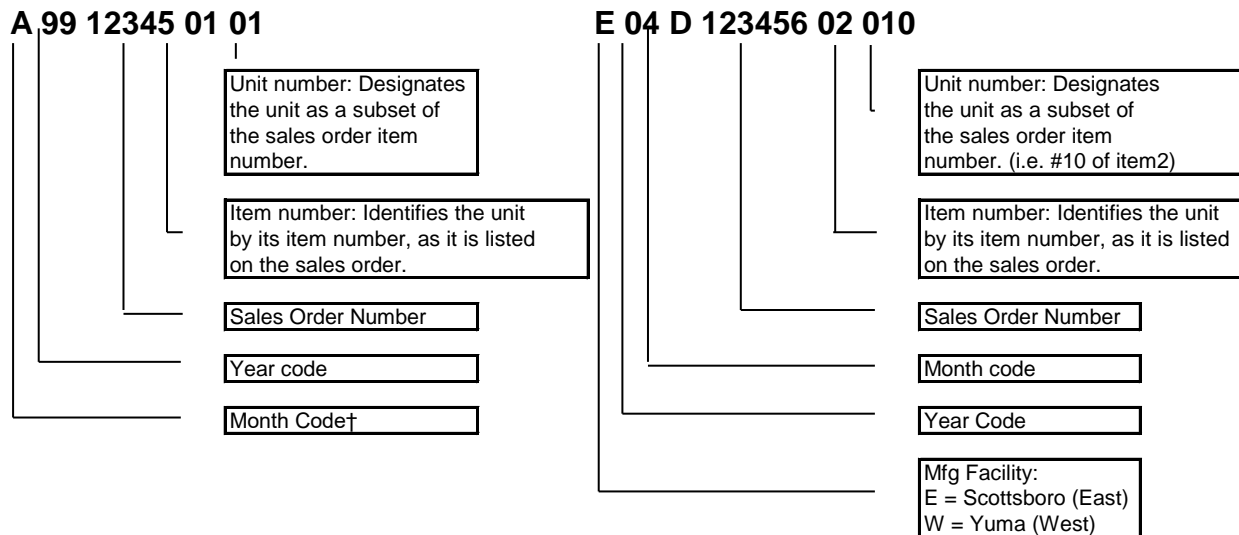 A 99 12345 01 01
Unit number: Designates
the unit as a subset of
the sales order item
number.
Item number: Identifies the unit
by its item number, as it is listed
on the sales order.
Sales Order Number
Year code
Month Code†
E 04 D 123456 02 010
Unit number: Designates
the unit as a subset of
the sales order item
number. (i.e. #10 of item2)
Item number: Identifies the unit
by its item number, as it is listed
on the sales order.
Sales Order Number
Month code
Year Code
Mfg Facility:
E = Scottsboro (East)
W = Yuma (West)